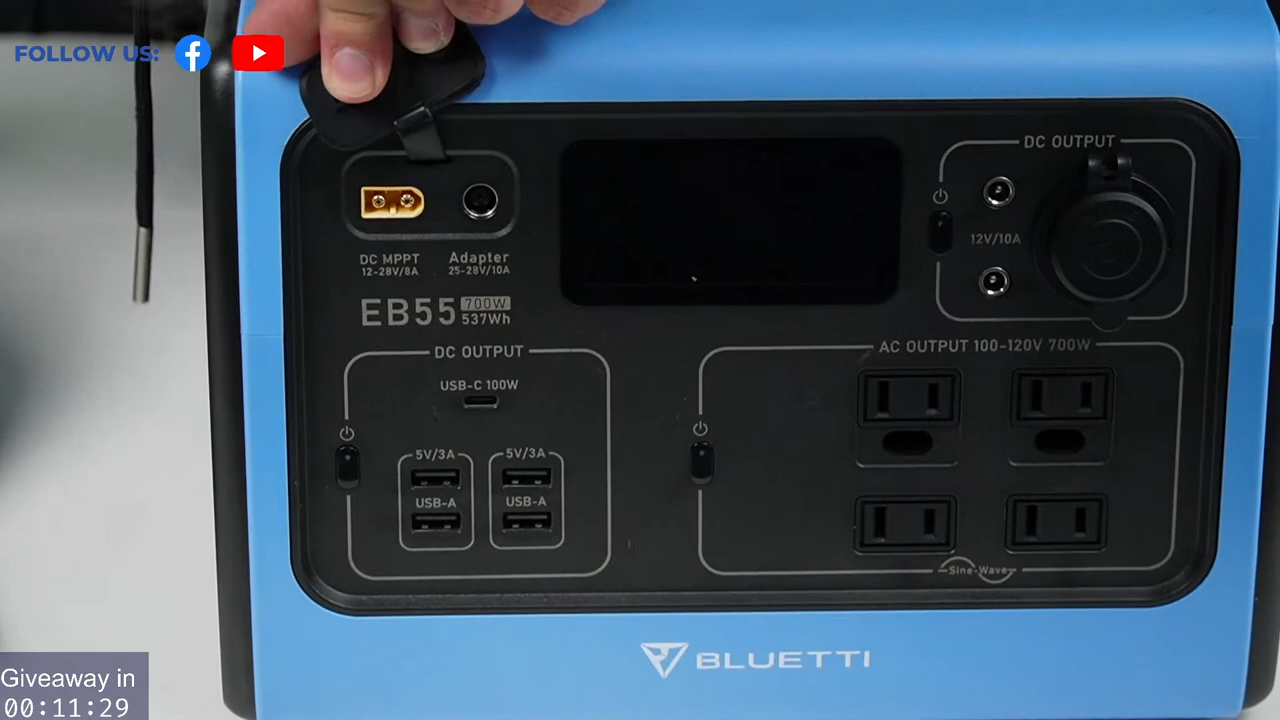 FOLLOW US:
DC OUTPUT
12V/10A
DC MPPT
12-28V/8A
Adapter
25-28V/10A
EB55
700W
537Wh
DC OUTPUT
USB-C 100W
5V/3A
USB-A
5V/3A
USB-A
AC OUTPUT 100-120V 700W
Sine-Wave
BLUETTI
Giveaway in
00:11:29